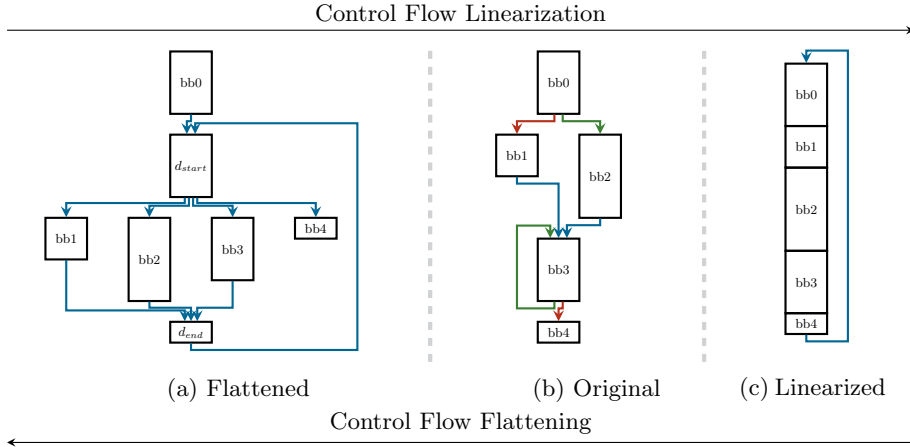 Control Flow Linearization
bb0
d_start
bb1
bb2
bb3
bb4
d_end
(a) Flattened
bb0
bb1
bb2
bb3
bb4
(b) Original
bb0
bb1
bb2
bb3
bb4
(c) Linearized
Control Flow Flattening